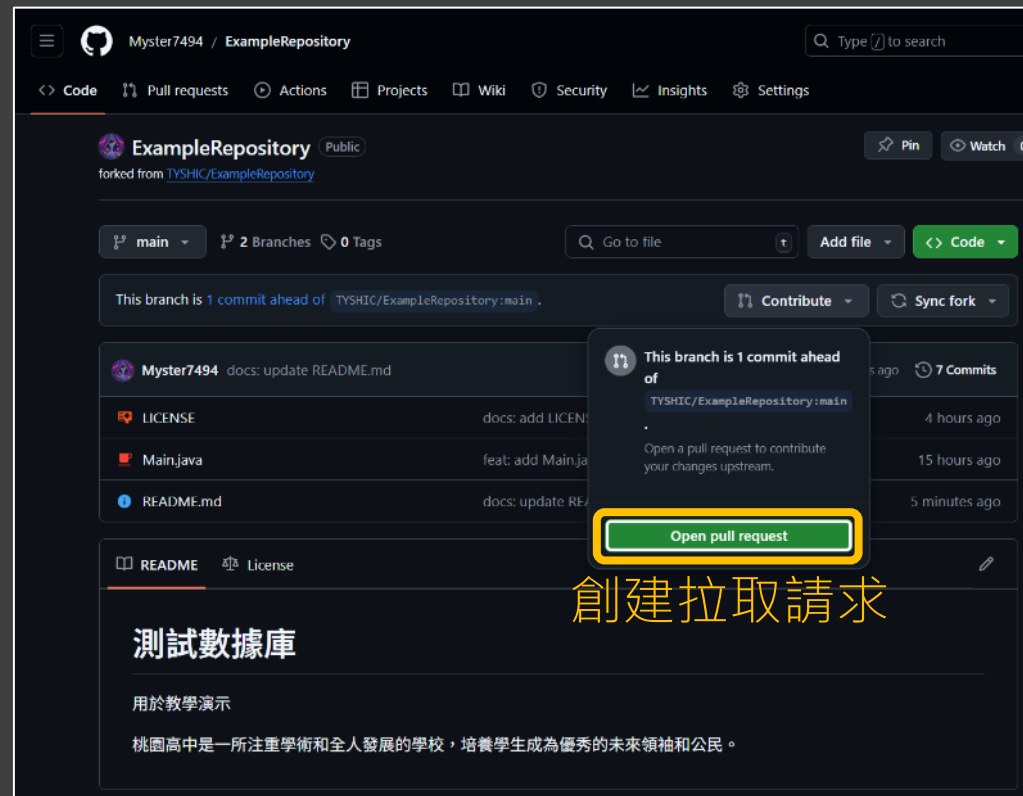 Myster7494 / ExampleRepository
Type / to search
Code Pull requests Actions Projects Wiki Security Insights Settings
ExampleRepository Public
Pin Watch
forked from TYSHIC/ExampleRepository
main 2 Branches 0 Tags
Go to file t
Add file Code
This branch is 1 commit ahead of TYSHIC/ExampleRepository:main .
Contribute Sync fork
This branch is 1 commit ahead
of
TYSHIC/ExampleRepository:main
.
Open a pull request to contribute
your changes upstream.
Open pull request
創建拉取請求
Myster7494 docs: update README.md
s ago 7 Commits
LICENSE docs: add LICENS 4 hours ago
Main.java feat: add Main.ja 15 hours ago
README.md docs: update RE 5 minutes ago
README License
測試數據庫
用於教學演示
桃園高中是一所注重學術和全人發展的學校，培養學生成為優秀的未來領袖和公民。